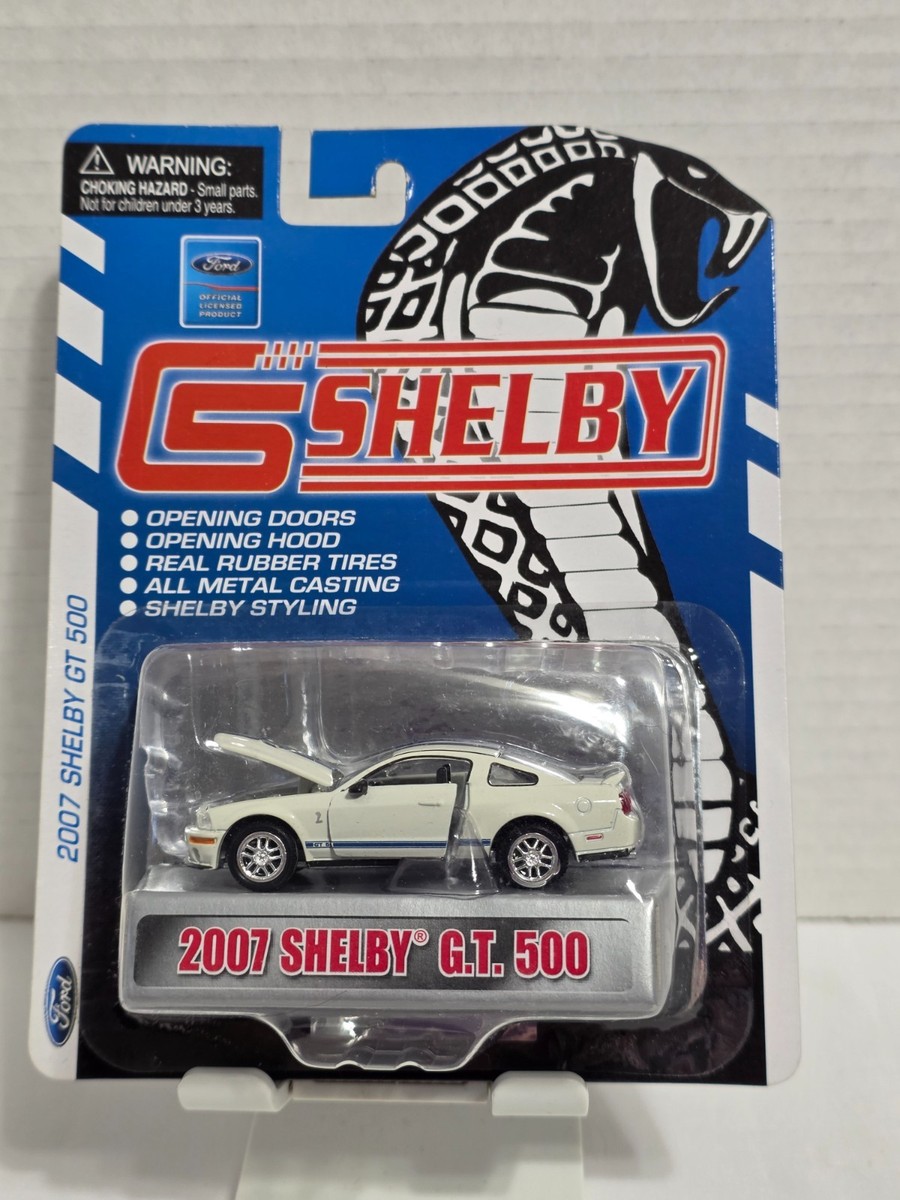 WARNING:
CHOKING HAZARD - Small parts.
Not for children under 3 years.
Ford
OFFICIAL
LICENSED
PRODUCT
CS SHELBY
OPENING DOORS
OPENING HOOD
REAL RUBBER TIRES
ALL METAL CASTING
SHELBY STYLING
2007 SHELBY GT 500
2007 SHELBY® G.T. 500
Ford